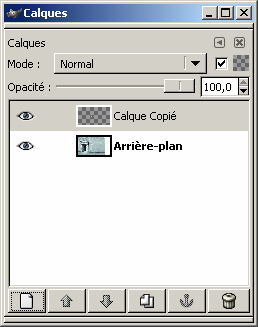 Calques
Calques
Mode : Normal
Opacité : 100,0
Calque Copié
Arrière-plan